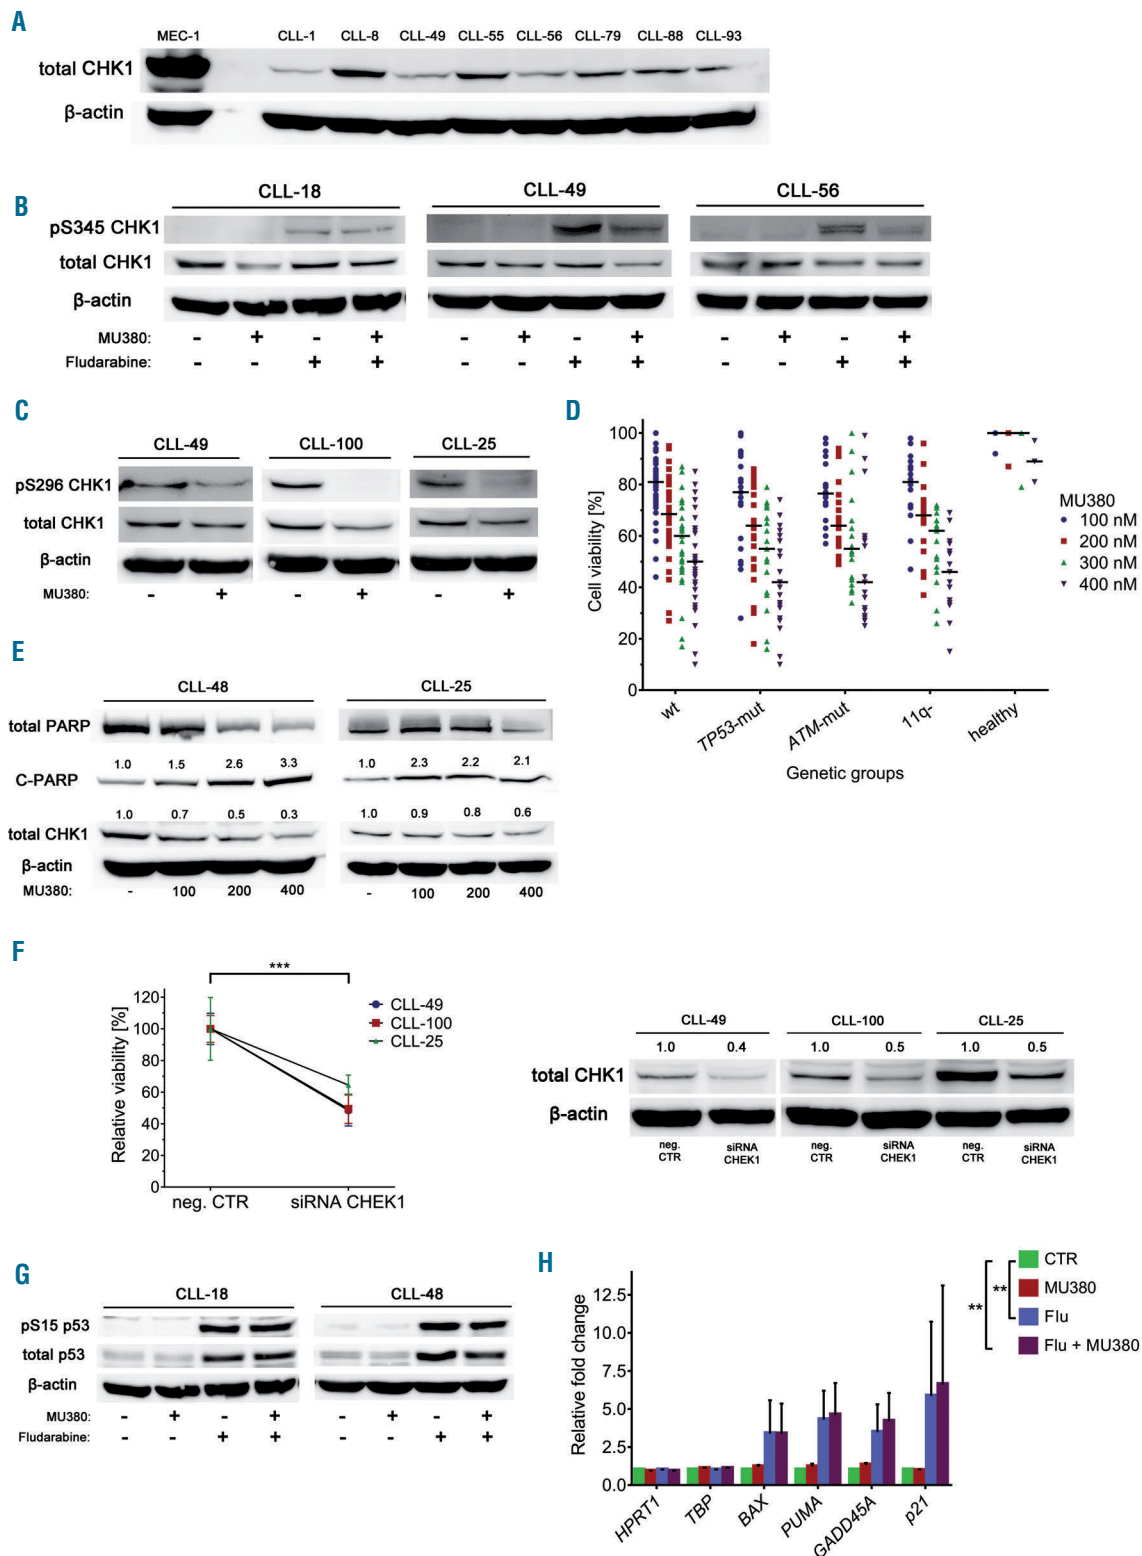 A
MEC-1 CLL-1 CLL-8 CLL-49 CLL-55 CLL-56 CLL-79 CLL-88 CLL-93
total CHK1
β-actin
B
CLL-18 CLL-49 CLL-56
pS345 CHK1
total CHK1
β-actin
MU380: - + - + - + - + - + - +
Fludarabine: - - + + - - + + - - + +
C
CLL-49 CLL-100 CLL-25
pS296 CHK1
total CHK1
β-actin
MU380: - + - + - +
D
Cell viability [%]
100
80
60
40
20
0
wt TP53-mut ATM-mut 11q- healthy
Genetic groups
MU380
100 nM
200 nM
300 nM
400 nM
E
CLL-48 CLL-25
total PARP
1.0 1.5 2.6 3.3 1.0 2.3 2.2 2.1
C-PARP
1.0 0.7 0.5 0.3 1.0 0.9 0.8 0.6
total CHK1
β-actin
MU380: - 100 200 400 - 100 200 400
F
***
Relative viability [%]
120
100
80
60
40
20
0
neg. CTR siRNA CHEK1
CLL-49
CLL-100
CLL-25
CLL-49 CLL-100 CLL-25
1.0 0.4 1.0 0.5 1.0 0.5
total CHK1
β-actin
neg. CTR siRNA CHEK1 neg. CTR siRNA CHEK1 neg. CTR siRNA CHEK1
G
CLL-18 CLL-48
pS15 p53
total p53
β-actin
MU380: - + - + - + - +
Fludarabine: - - + + - - + +
H
Relative fold change
12.5
10.0
7.5
5.0
2.5
0.0
HPRT1 TBP BAX PUMA GADD45A p21
** **
CTR
MU380
Flu
Flu + MU380